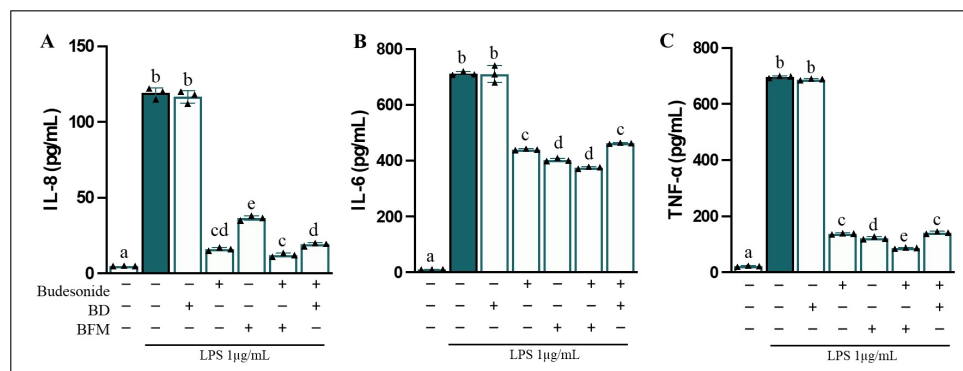 A
B
C
150
100
50
0
IL-8 (pg/mL)
a
b
b
cd
e
c
d
800
600
400
200
0
IL-6 (pg/mL)
a
b
b
c
d
d
c
800
600
400
200
0
TNF-α (pg/mL)
a
b
b
c
d
e
c
Budesonide − − − + − + + − − − + − + + − − − + − + +
BD − − + − − − + − − + − − − + − − + − − − +
BFM − − − − + + − − − − − + + − − − − − + + −
LPS 1µg/mL
LPS 1µg/mL
LPS 1µg/mL